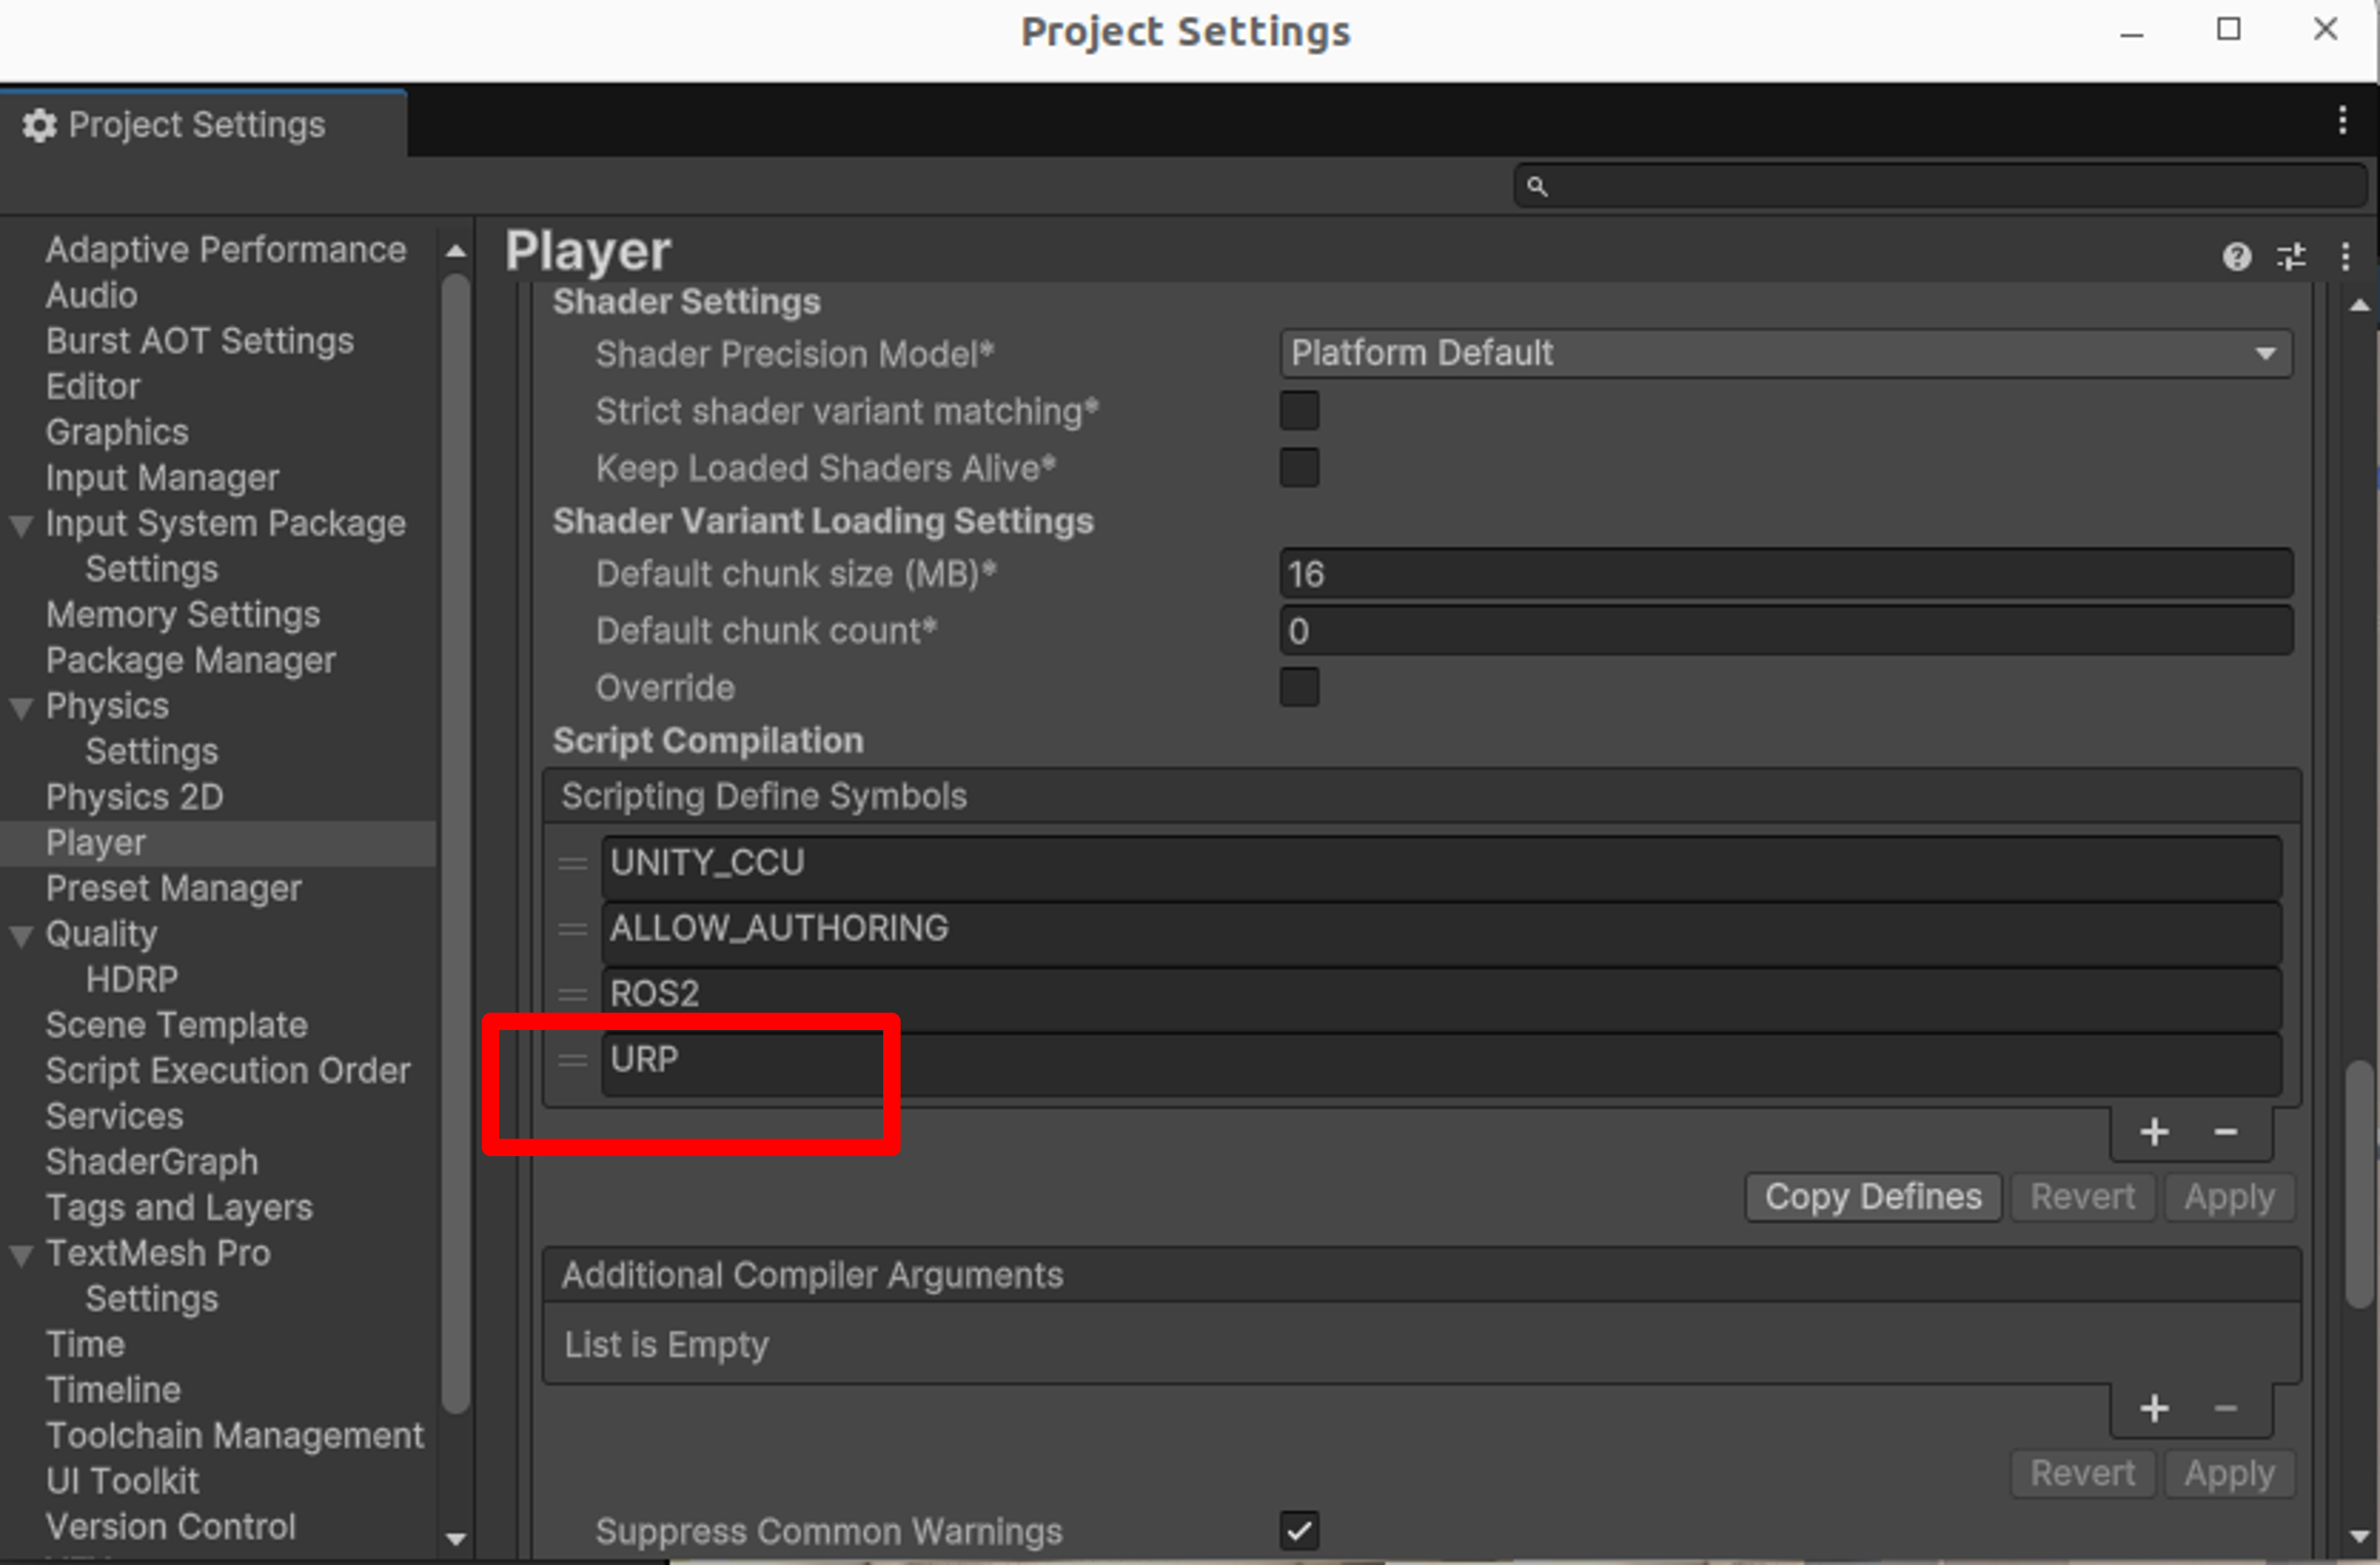 Project Settings
Project Settings
Adaptive Performance
Audio
Burst AOT Settings
Editor
Graphics
Input Manager
Input System Package
Settings
Memory Settings
Package Manager
Physics
Settings
Physics 2D
Player
Preset Manager
Quality
HDRP
Scene Template
Script Execution Order
Services
ShaderGraph
Tags and Layers
TextMesh Pro
Settings
Time
Timeline
Toolchain Management
UI Toolkit
Version Control
Player
Shader Settings
Shader Precision Model* Platform Default
Strict shader variant matching*
Keep Loaded Shaders Alive*
Shader Variant Loading Settings
Default chunk size (MB)* 16
Default chunk count* 0
Override
Script Compilation
Scripting Define Symbols
UNITY_CCU
ALLOW_AUTHORING
ROS2
URP
+ −
Copy Defines Revert Apply
Additional Compiler Arguments
List is Empty
+ −
Revert Apply
Suppress Common Warnings